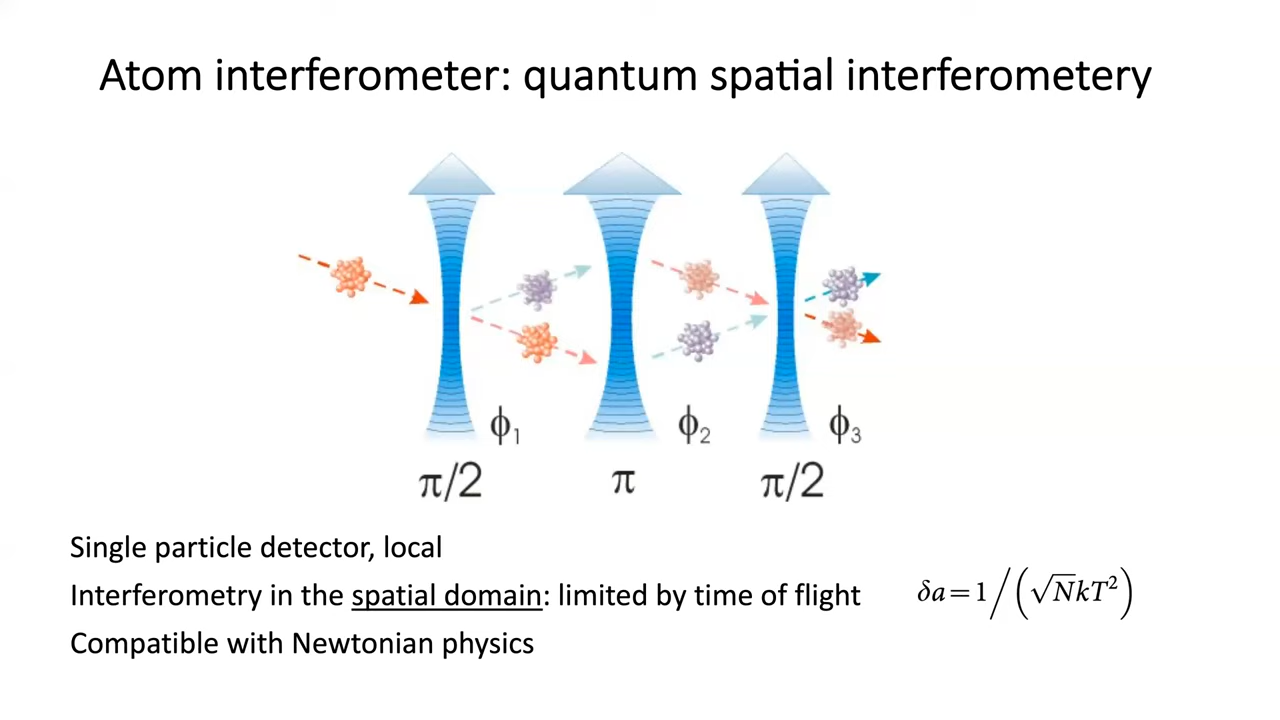 Atom interferometer: quantum spatial interferometery
ϕ₁ ϕ₂ ϕ₃
π/2 π π/2
Single particle detector, local
Interferometry in the spatial domain: limited by time of flight
δa=1/(√NkT²)
Compatible with Newtonian physics